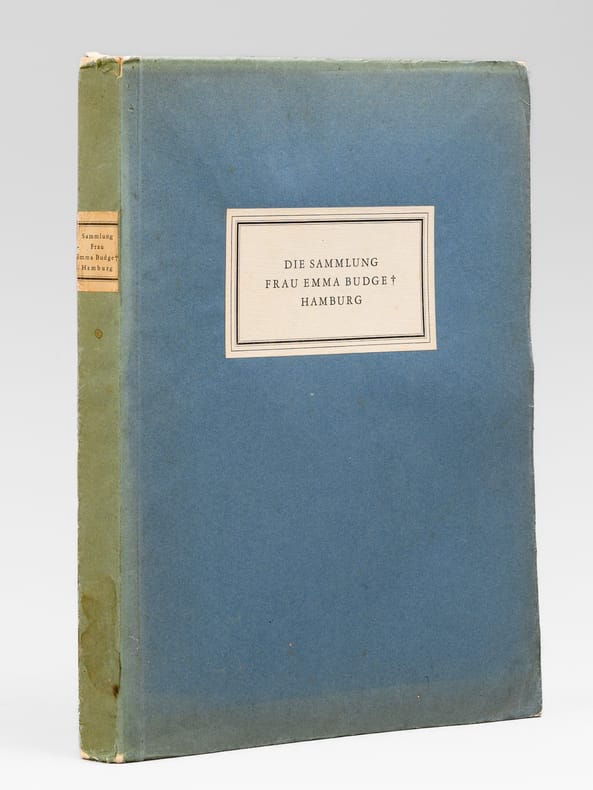 Sammlung
Frau
Emma Budge†
Hamburg
DIE SAMMLUNG
FRAU EMMA BUDGE†
HAMBURG